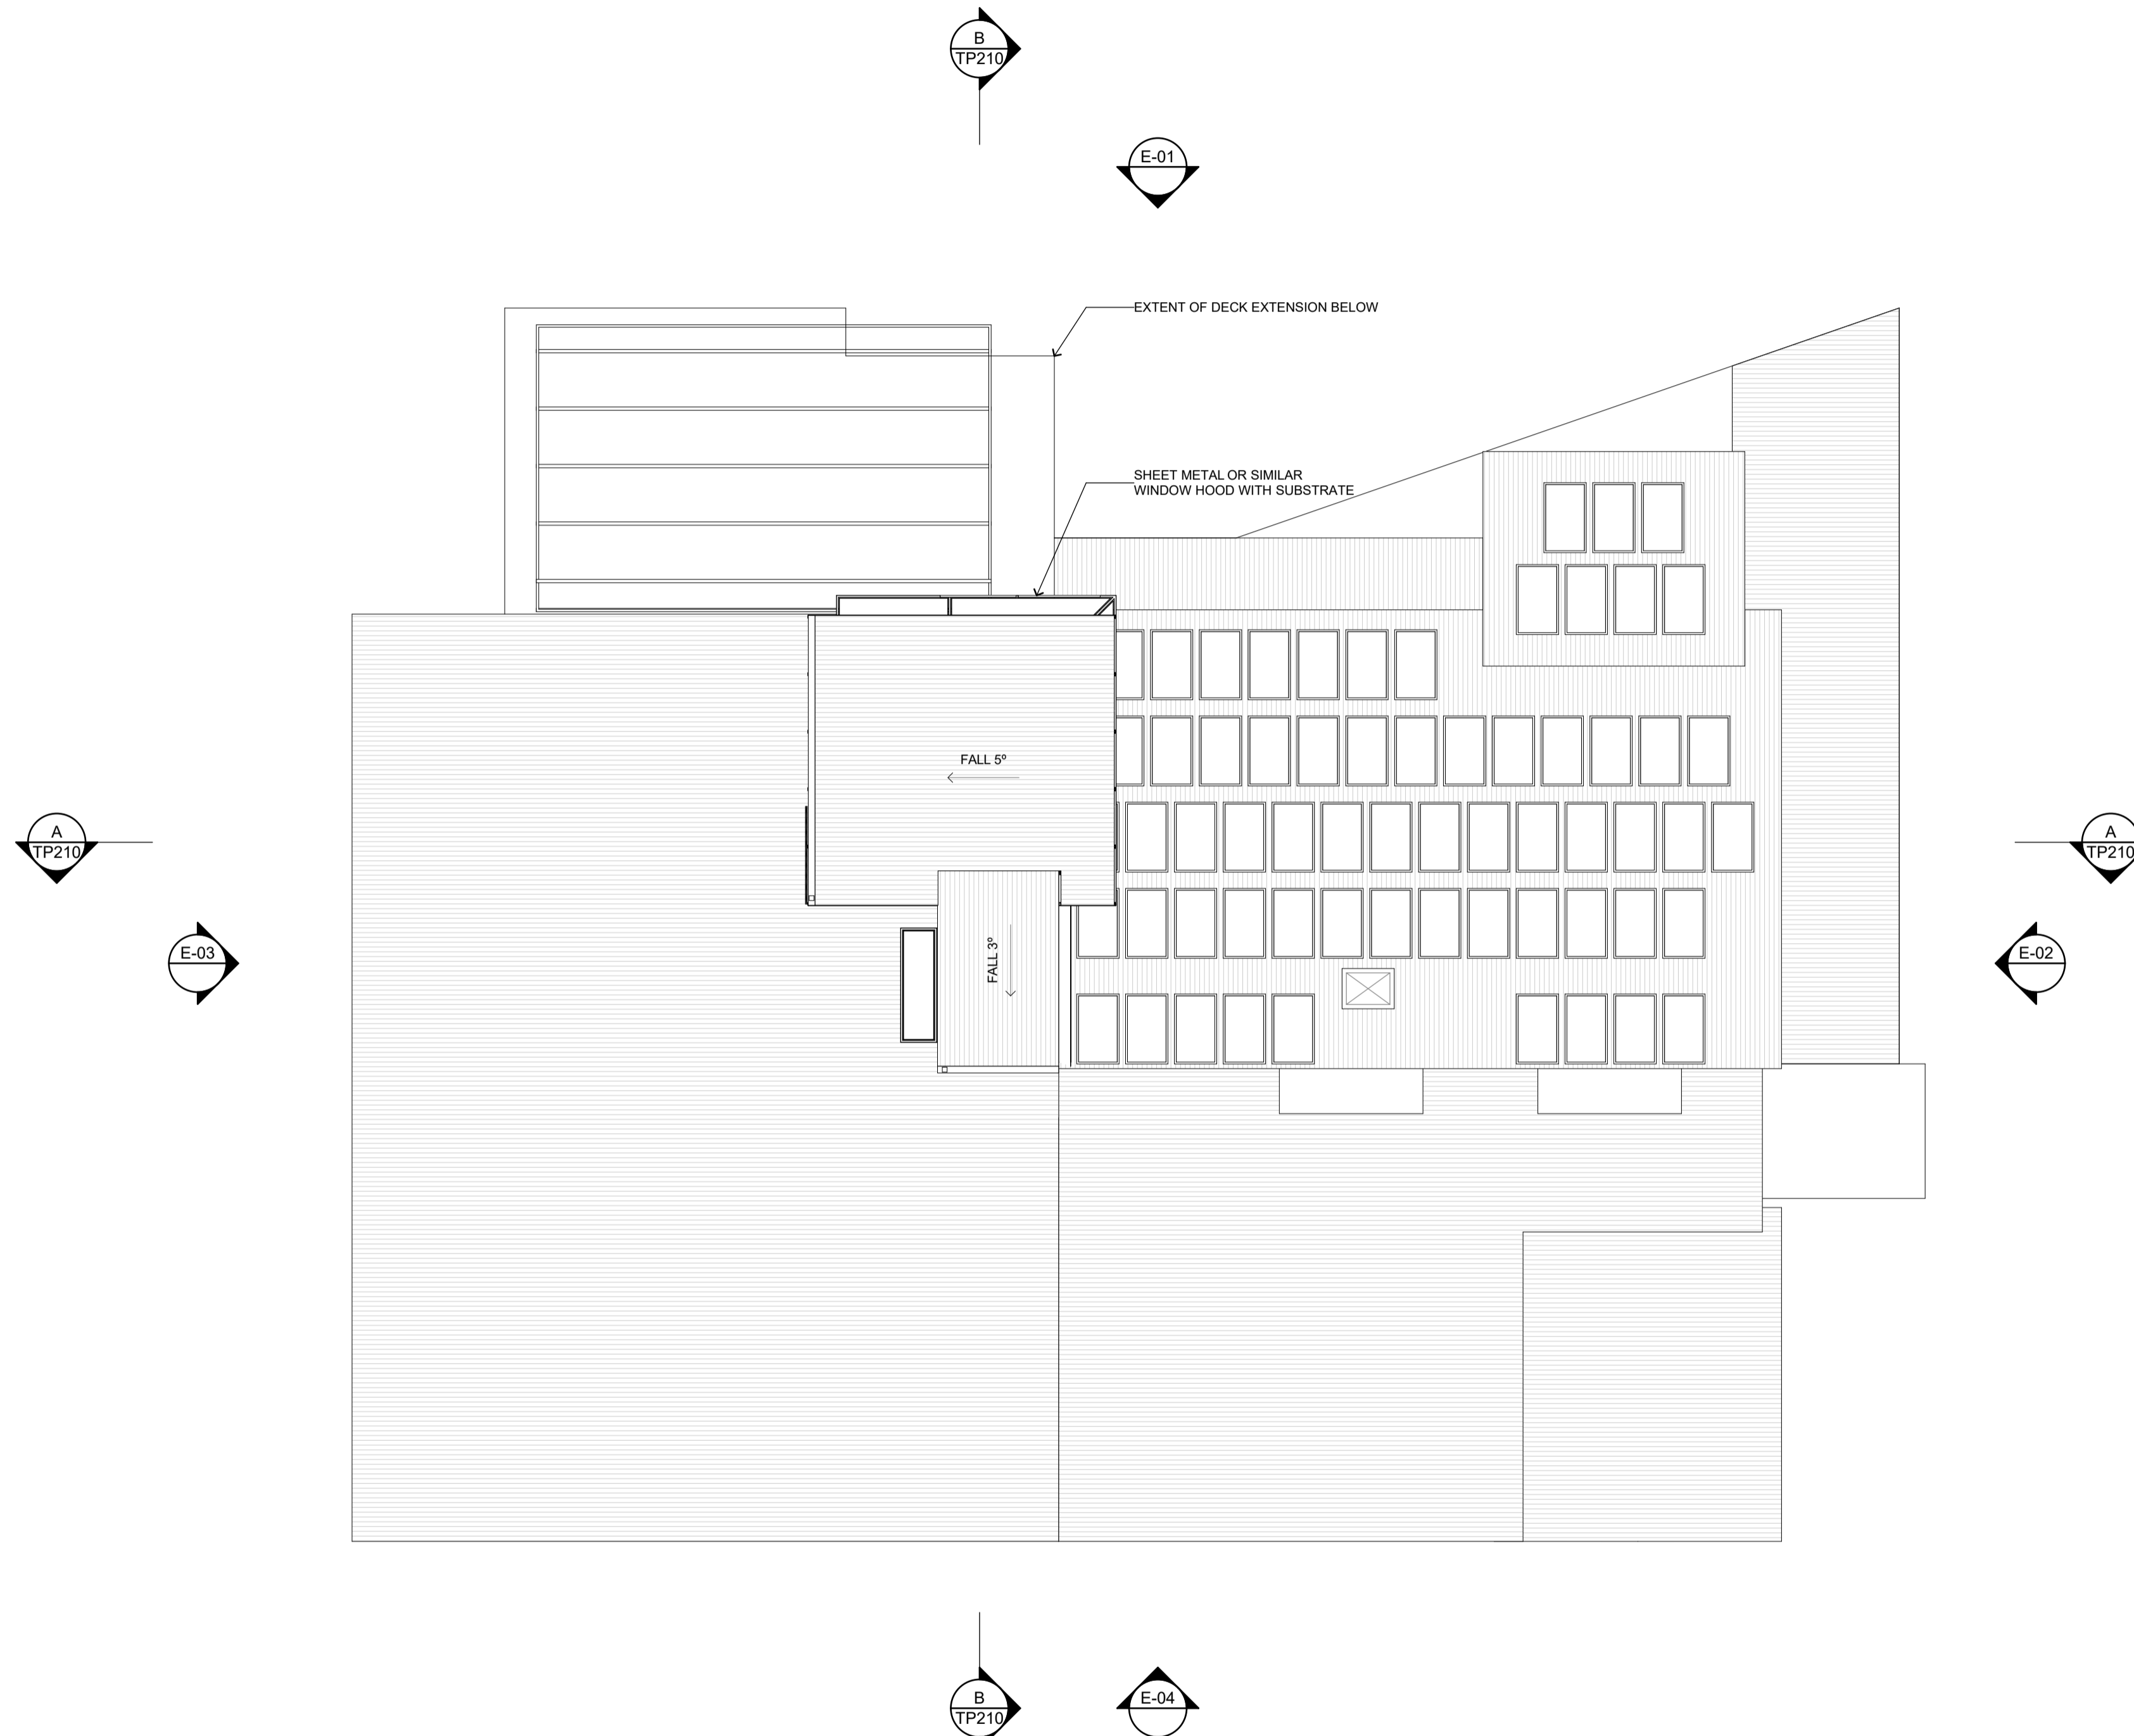 B
TP210
E-01
EXTENT OF DECK EXTENSION BELOW
SHEET METAL OR SIMILAR
WINDOW HOOD WITH SUBSTRATE
FALL 5º
A
TP210
A
TP210
FALL 3º
E-03
E-02
B
TP210
E-04